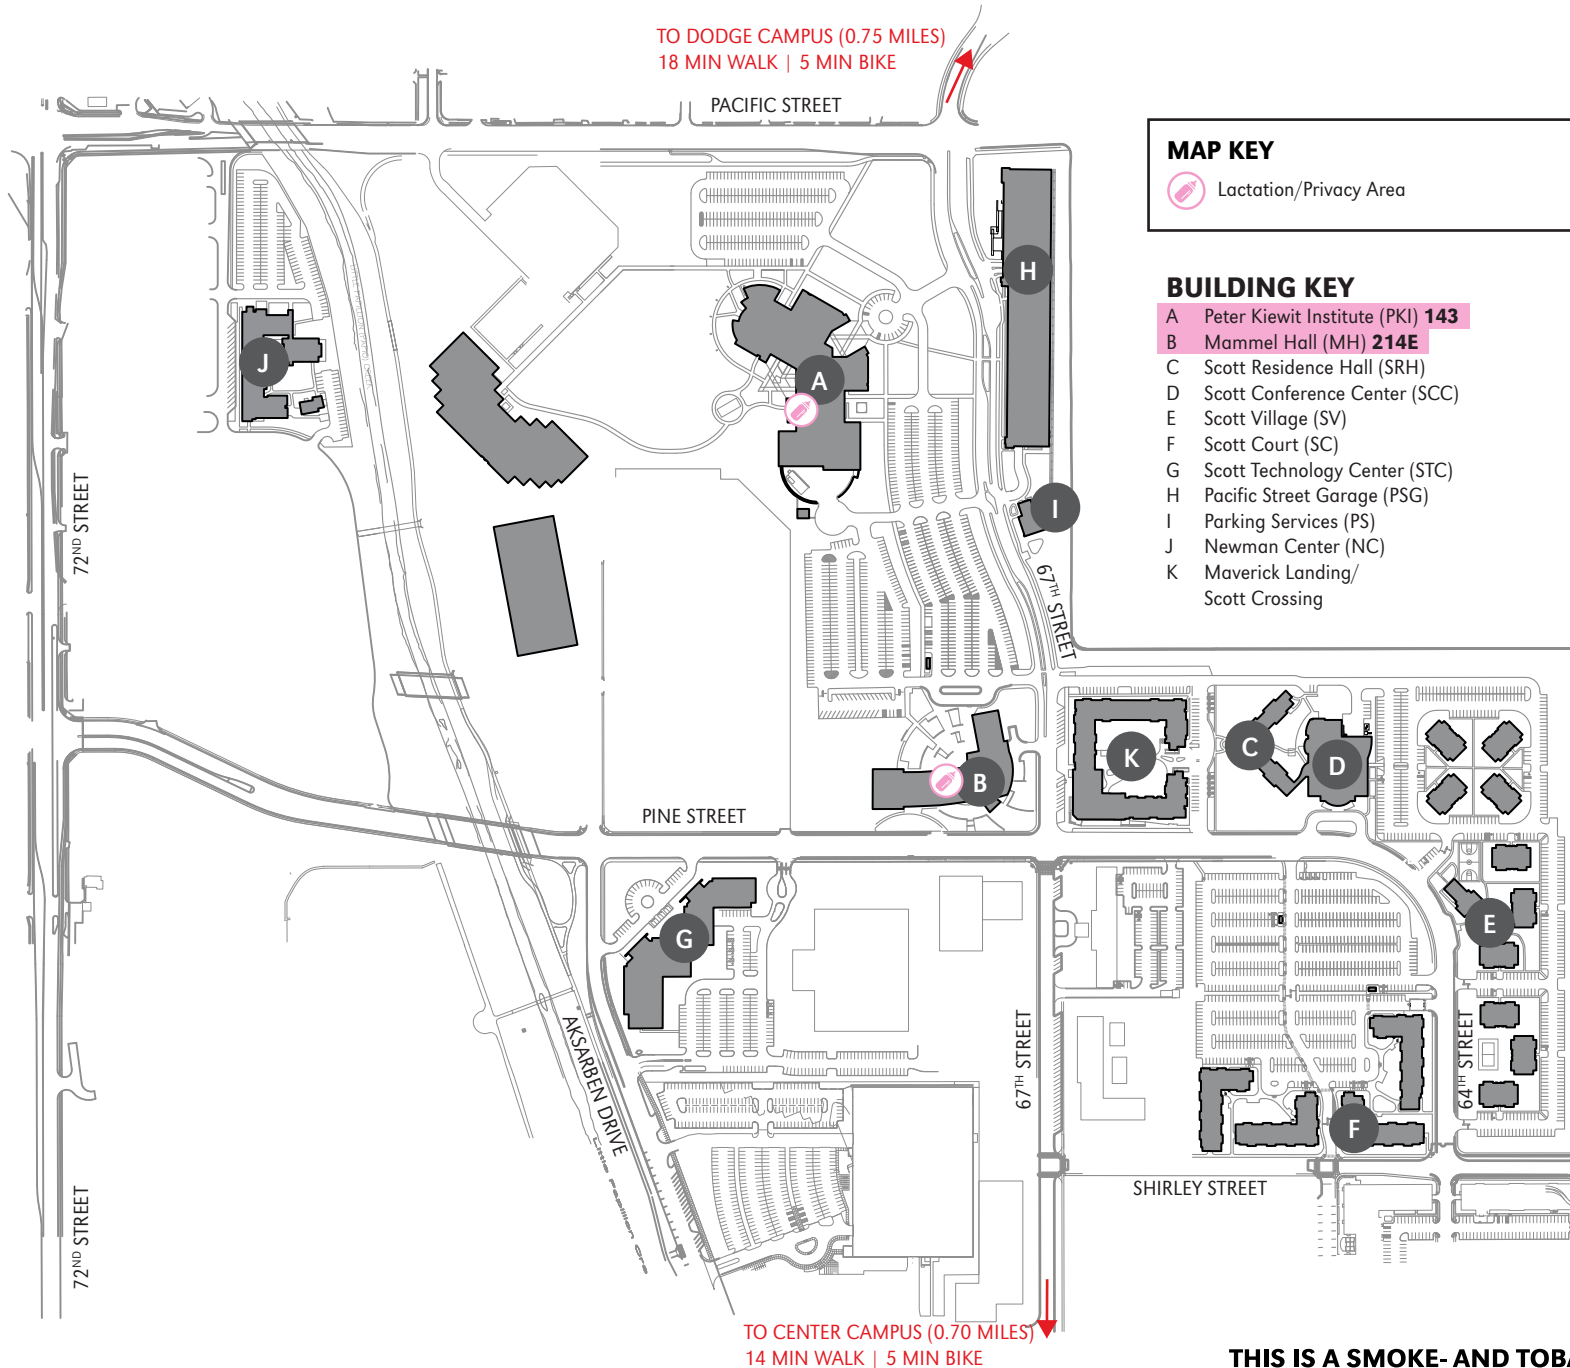 TO DODGE CAMPUS (0.75 MILES)
18 MIN WALK | 5 MIN BIKE
PACIFIC STREET
MAP KEY
Lactation/Privacy Area
BUILDING KEY
A Peter Kiewit Institute (PKI) 143
B Mammel Hall (MH) 214E
C Scott Residence Hall (SRH)
D Scott Conference Center (SCC)
E Scott Village (SV)
F Scott Court (SC)
G Scott Technology Center (STC)
H Pacific Street Garage (PSG)
I Parking Services (PS)
J Newman Center (NC)
K Maverick Landing/
Scott Crossing
H
J
A
I
72ND STREET
67TH STREET
K
C
D
B
PINE STREET
G
E
AKSARBEN DRIVE
67TH STREET
64TH STREET
F
SHIRLEY STREET
72ND STREET
Little Papillion Cre
TO CENTER CAMPUS (0.70 MILES)
14 MIN WALK | 5 MIN BIKE
THIS IS A SMOKE- AND TOBA